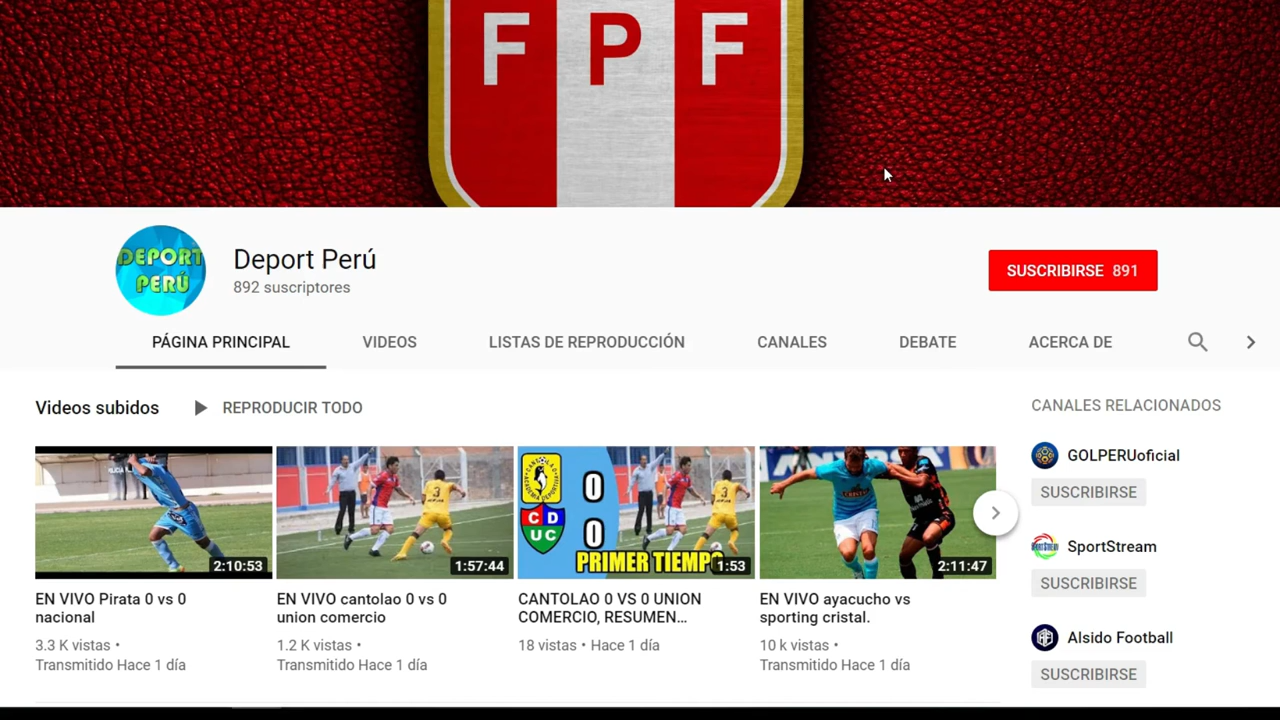 F P F
DEPORT
PERÚ
Deport Perú
892 suscriptores
SUSCRIBIRSE 891
PÁGINA PRINCIPAL
VIDEOS
LISTAS DE REPRODUCCIÓN
CANALES
DEBATE
ACERCA DE
Videos subidos
REPRODUCIR TODO
2:10:53
EN VIVO Pirata 0 vs 0
nacional
3.3 K vistas •
Transmitido Hace 1 día
1:57:44
EN VIVO cantolao 0 vs 0
union comercio
1.2 K vistas •
Transmitido Hace 1 día
0
0
CD
UC
PRIMER TIEMPO
1:53
CANTOLAO 0 VS 0 UNION
COMERCIO, RESUMEN...
18 vistas • Hace 1 día
2:11:47
EN VIVO ayacucho vs
sporting cristal.
10 k vistas •
Transmitido Hace 1 día
CANALES RELACIONADOS
GOLPERUoficial
SUSCRIBIRSE
SportStream
SUSCRIBIRSE
Alsido Football
SUSCRIBIRSE